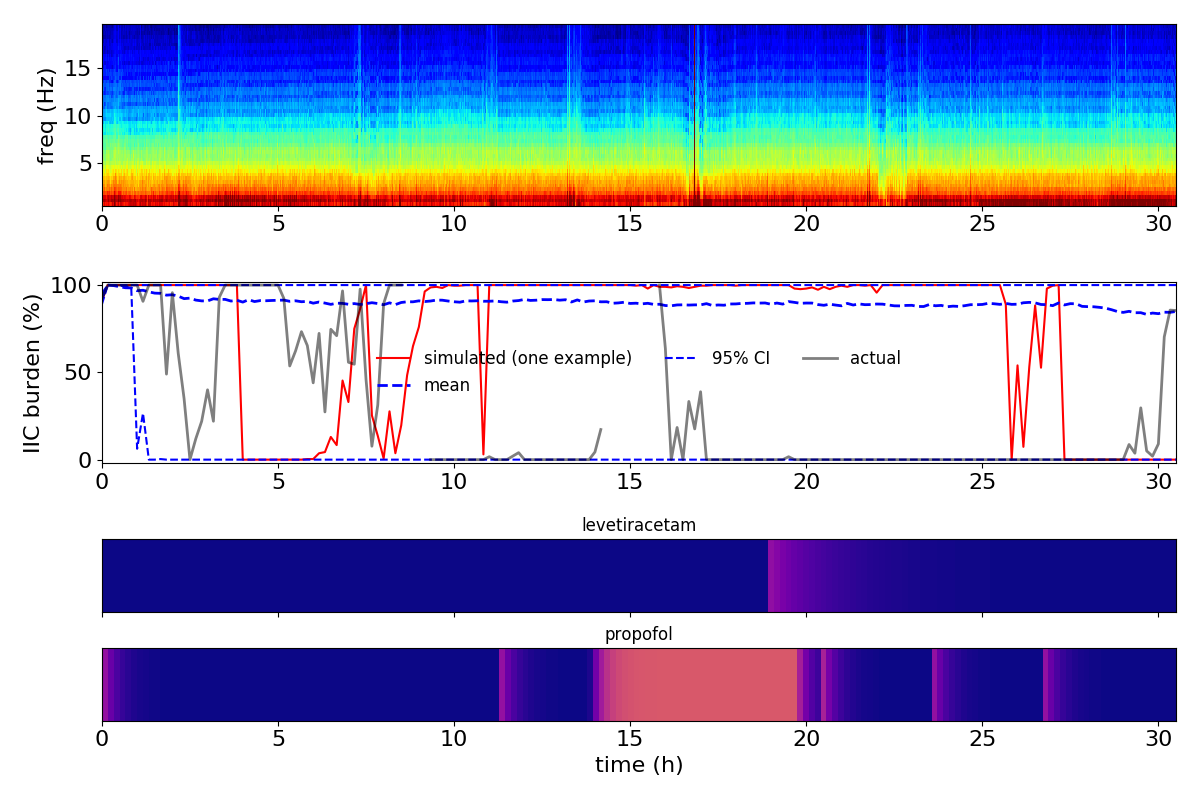 freq (Hz)
15
10
5
0 5 10 15 20 25 30
IIC burden (%)
100
50
0
simulated (one example) 95% CI actual
mean
0 5 10 15 20 25 30
levetiracetam
propofol
0 5 10 15 20 25 30
time (h)